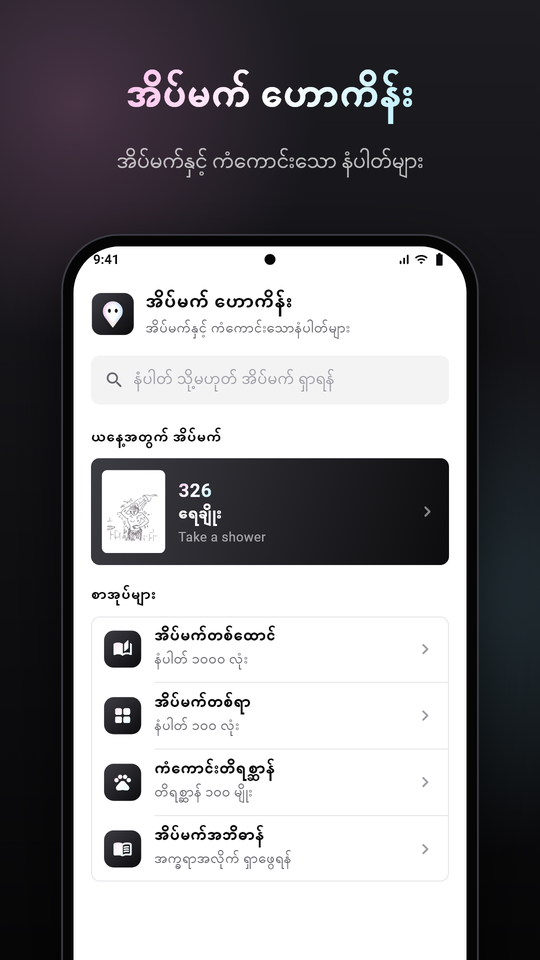 အိပ်မက် ဟောကိန်း
အိပ်မက်နှင့် ကံကောင်းသော နံပါတ်များ
9:41
အိပ်မက် ဟောကိန်း
အိပ်မက်နှင့် ကံကောင်းသောနံပါတ်များ
နံပါတ် သို့မဟုတ် အိပ်မက် ရှာရန်
ယနေ့အတွက် အိပ်မက်
326
ရေချိုး
Take a shower
စာအုပ်များ
အိပ်မက်တစ်ထောင်
နံပါတ် ၁၀၀၀ လုံး
အိပ်မက်တစ်ရာ
နံပါတ် ၁၀၀ လုံး
ကံကောင်းတိရစ္ဆာန်
တိရစ္ဆာန် ၁၀၀ မျိုး
အိပ်မက်အဘိဓာန်
အက္ခရာအလိုက် ရှာဖွေရန်